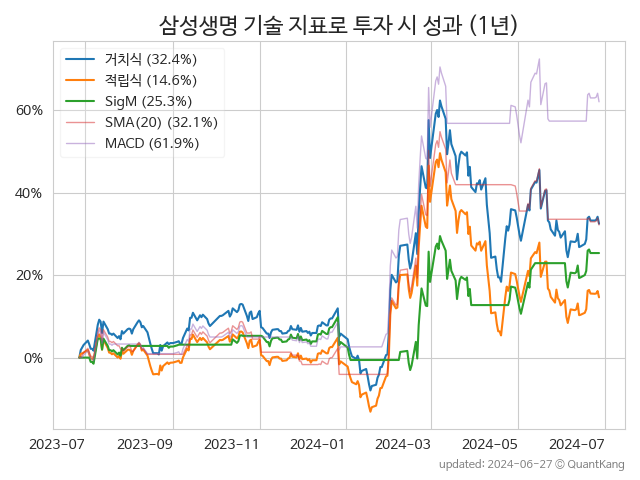 삼성생명 기술 지표로 투자 시 성과 (1년)
거치식 (32.4%)
적립식 (14.6%)
SigM (25.3%)
SMA(20) (32.1%)
MACD (61.9%)
60%
40%
20%
0%
2023-07 2023-09 2023-11 2024-01 2024-03 2024-05 2024-07
updated: 2024-06-27 © QuantKang